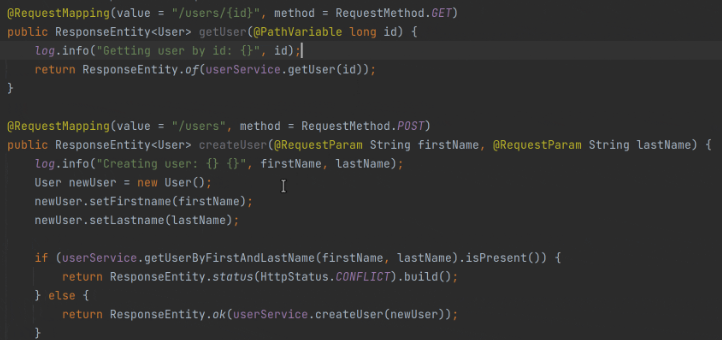 @RequestMapping(value = "/users/{id}", method = RequestMethod.GET)
public ResponseEntity<User> getUser(@PathVariable long id) {
    log.info("Getting user by id: {}", id);
    return ResponseEntity.of(userService.getUser(id));
}
@RequestMapping(value = "/users", method = RequestMethod.POST)
public ResponseEntity<User> createUser(@RequestParam String firstName, @RequestParam String lastName) {
    log.info("Creating user: {} {}", firstName, lastName);
    User newUser = new User();
    newUser.setFirstname(firstName);
    newUser.setLastname(lastName);
    if (userService.getUserByFirstAndLastName(firstName, lastName).isPresent()) {
        return ResponseEntity.status(HttpStatus.CONFLICT).build();
    } else {
        return ResponseEntity.ok(userService.createUser(newUser));
    }